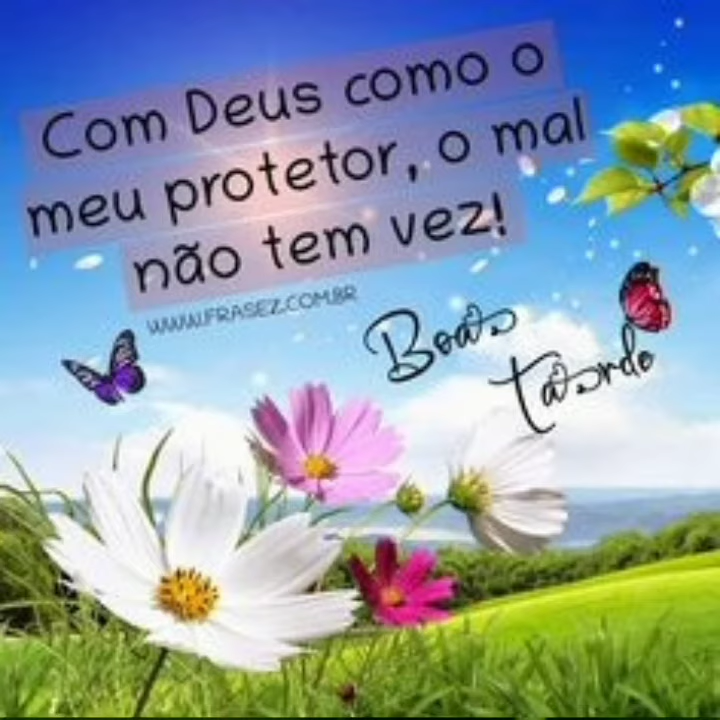 Com Deus como o
meu protetor, o mal
não tem vez!
WWW.FRASEZ.COM.BR
Boa
Tarde